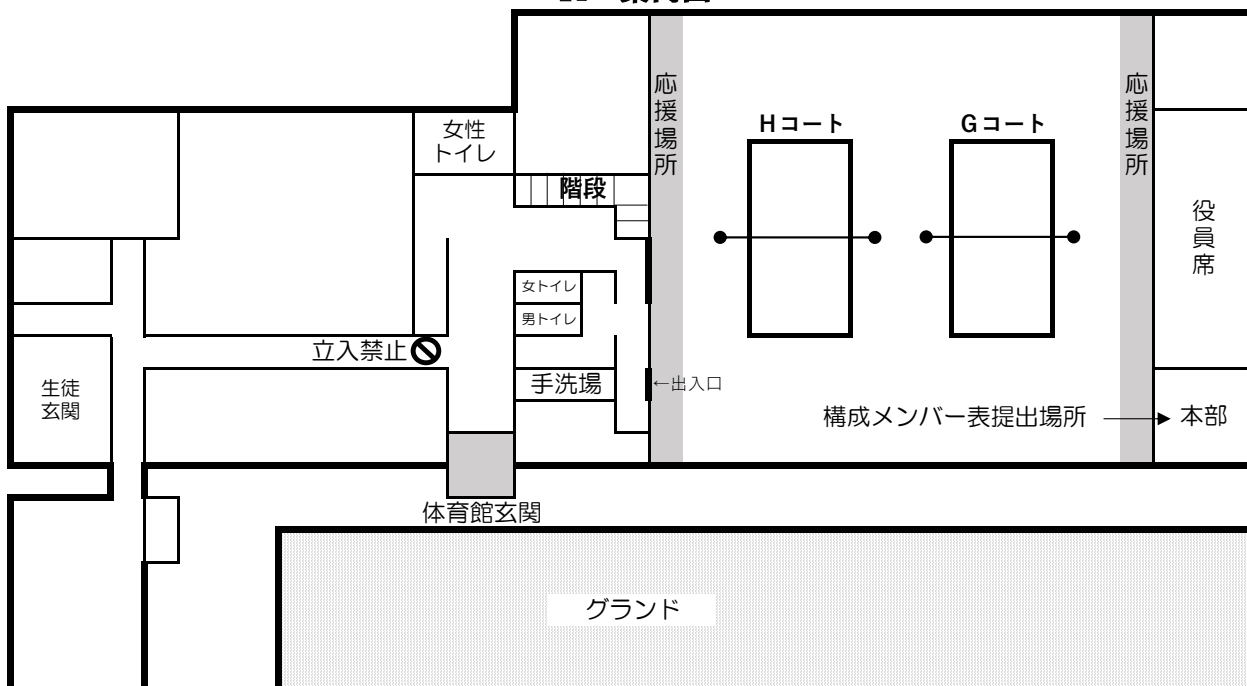 応援場所
応援場所
Hコート
Gコート
女性
トイレ
階段
役員席
女トイレ
男トイレ
立入禁止
手洗場
←出入口
生徒
玄関
構成メンバー表提出場所
本部
体育館玄関
グランド